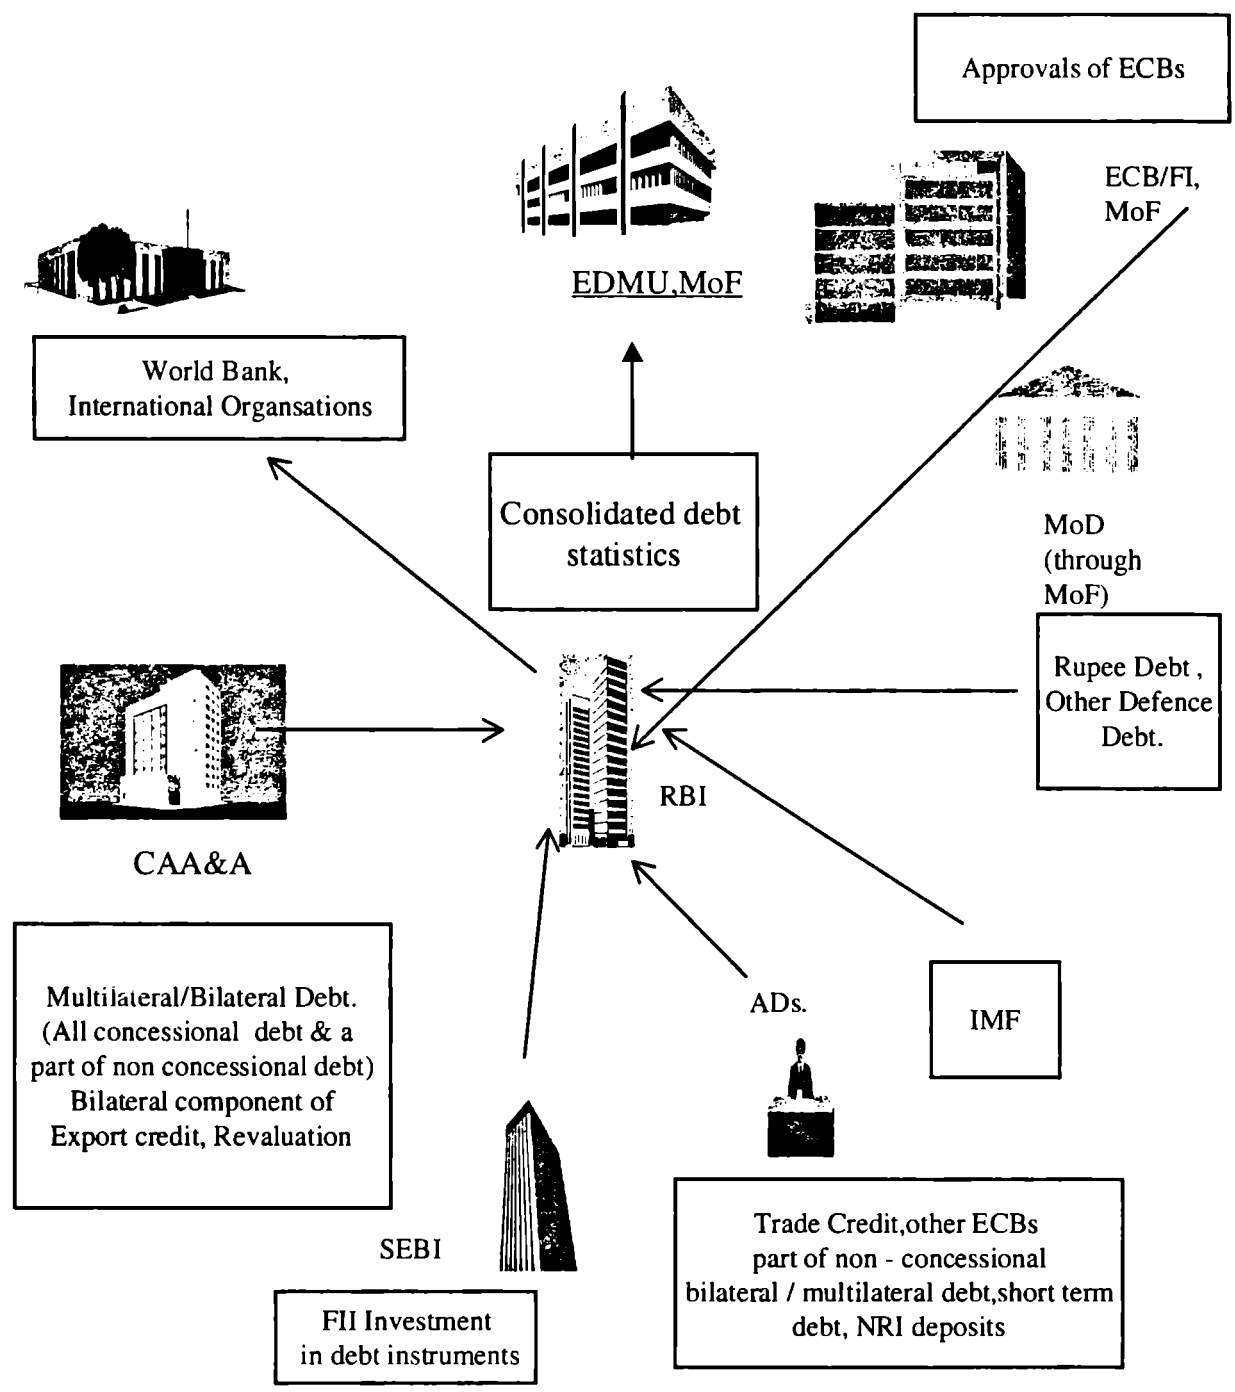 Approvals of ECBs
ECB/FI,
MoF
EDMU,MoF
World Bank,
International Organsations
Consolidated debt
statistics
MoD
(through
MoF)
Rupee Debt ,
Other Defence
Debt.
RBI
CAA&A
Multilateral/Bilateral Debt.
(All concessional debt & a
part of non concessional debt)
Bilateral component of
Export credit, Revaluation
ADs.
IMF
SEBI
FII Investment
in debt instruments
Trade Credit,other ECBs
part of non - concessional
bilateral / multilateral debt,short term
debt, NRI deposits